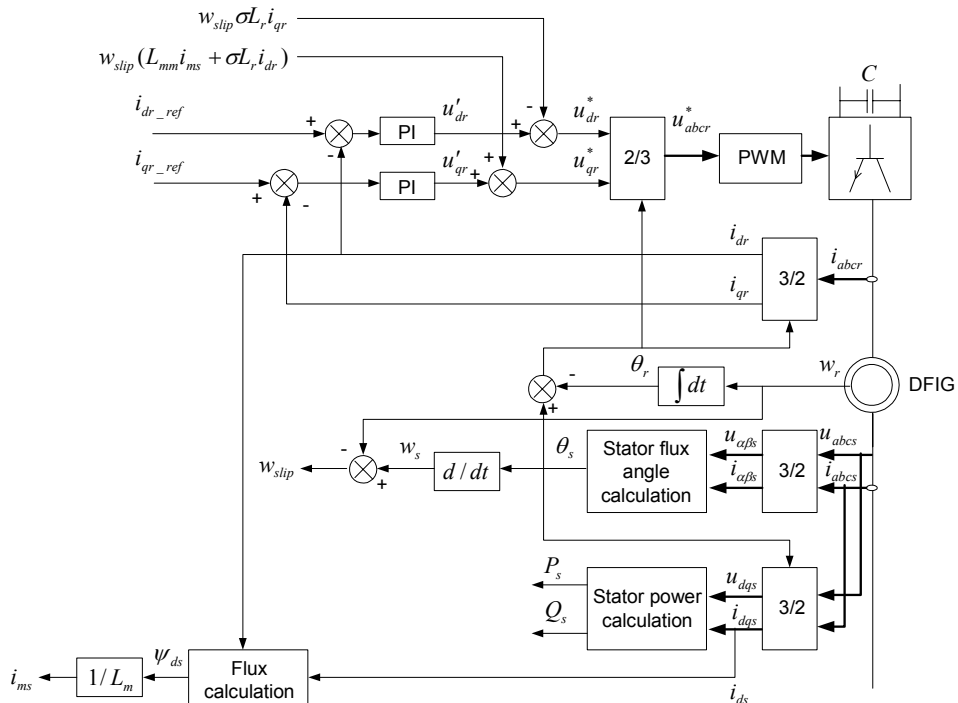 w_slip σL_r i_qr
w_slip (L_mm i_ms + σL_r i_dr)
C
i_dr_ref
+
-
PI
u'_dr
-
+
u*_dr
2/3
u*_abcr
PWM
i_qr_ref
+
-
PI
u'_qr
+
+
u*_qr
i_dr
3/2
i_abcr
i_qr
-
+
θ_r
∫dt
w_r
DFIG
w_slip
-
+
w_s
d / dt
θ_s
Stator flux
angle
calculation
u_αβs
i_αβs
3/2
u_abcs
i_abcs
P_s
Q_s
Stator power
calculation
u_dqs
i_dqs
3/2
i_ms
1/ L_m
ψ_ds
Flux
calculation
i_ds